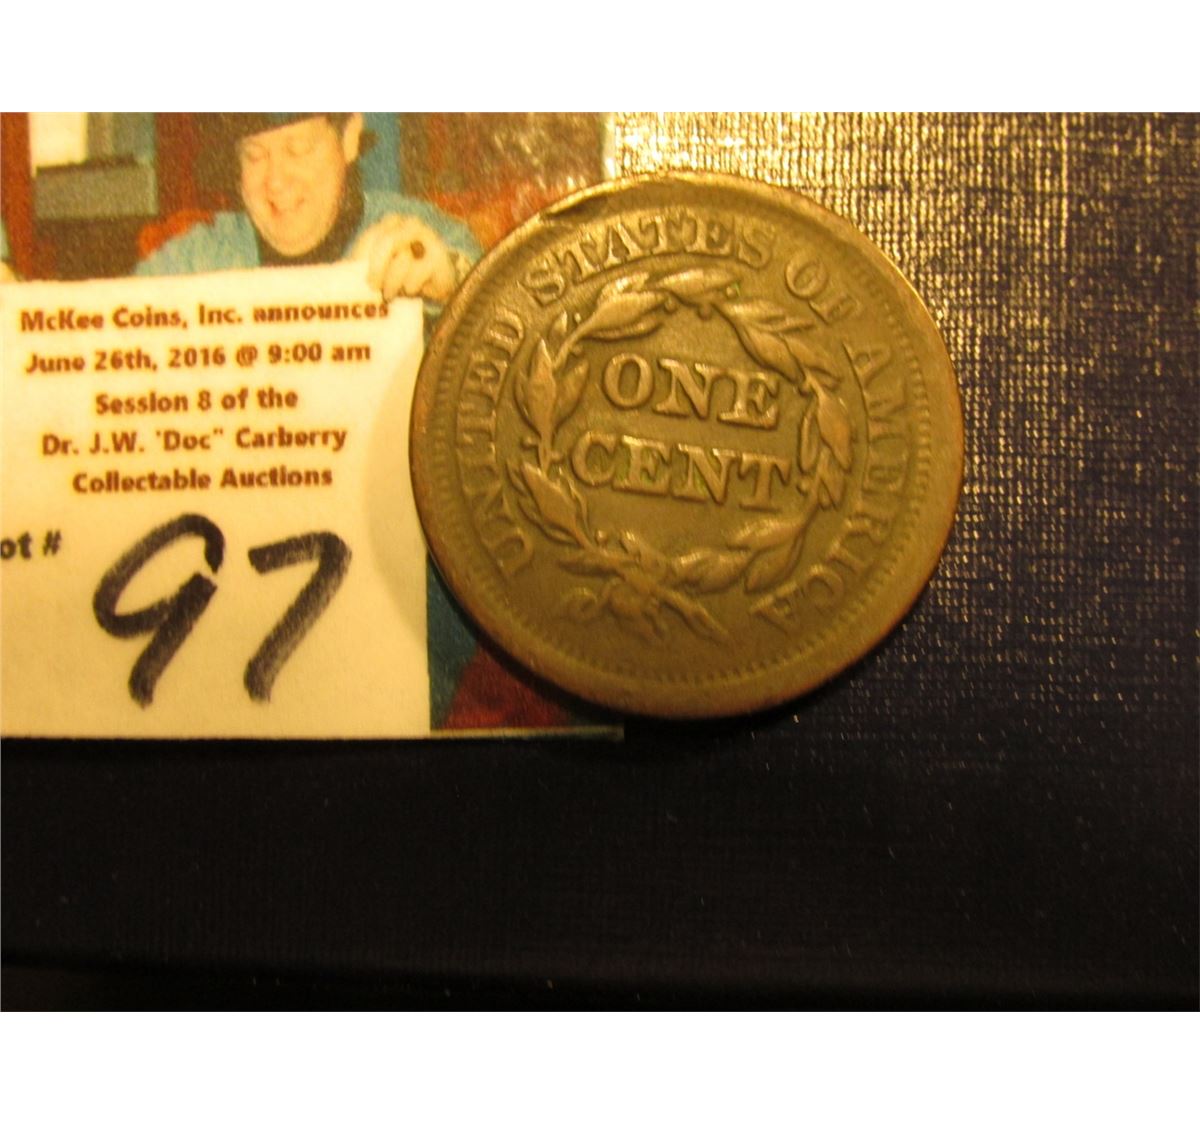 McKee Coins, Inc. announces
June 26th, 2016 @ 9:00 am
Session 8 of the
Dr. J.W. "Doc" Carberry
Collectable Auctions
ot #
97
UNITED STATES OF AMERICA
ONE
CENT